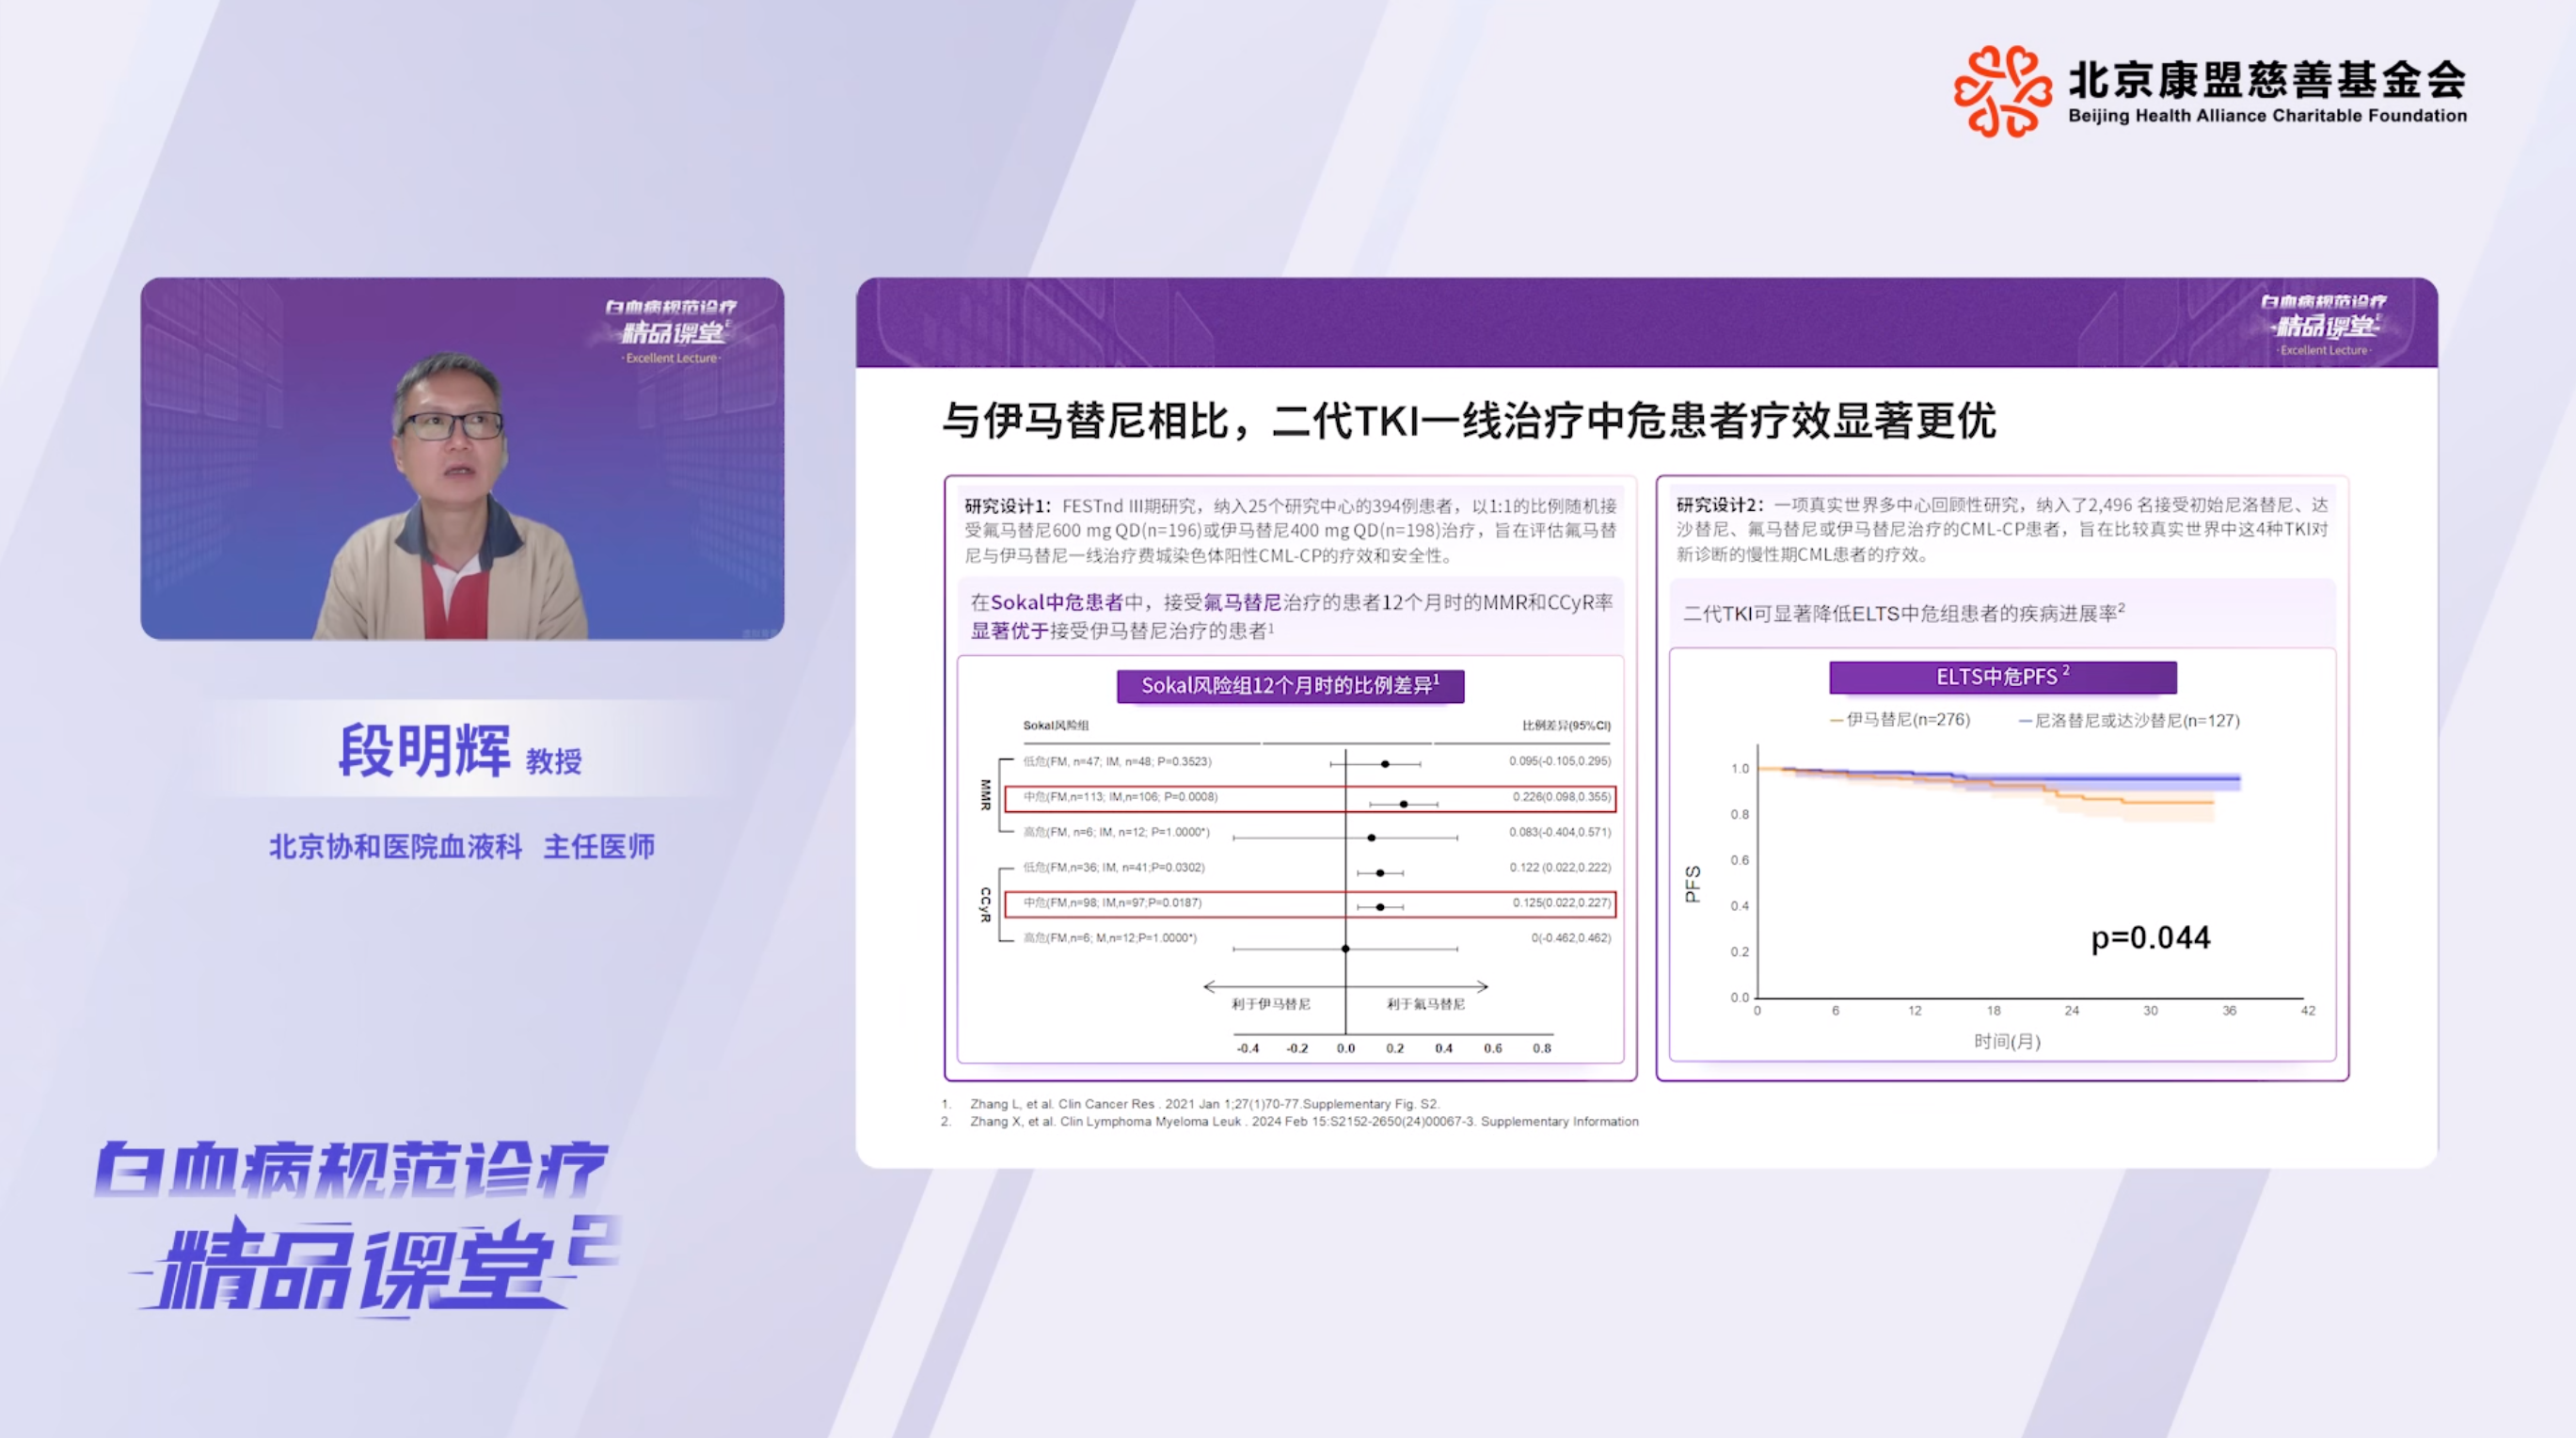 北京康盟慈善基金会
Beijing Health Alliance Charitable Foundation
白血病规范诊疗
精品课堂2
·Excellent Lecture·
段明辉 教授
北京协和医院血液科 主任医师
白血病规范诊疗
精品课堂2
白血病规范诊疗
精品课堂2
·Excellent Lecture·
与伊马替尼相比，二代TKI一线治疗中危患者疗效显著更优
研究设计1：FESTnd III期研究，纳入25个研究中心的394例患者，以1:1的比例随机接
受氟马替尼600 mg QD(n=196)或伊马替尼400 mg QD(n=198)治疗，旨在评估氟马替
尼与伊马替尼一线治疗费城染色体阳性CML-CP的疗效和安全性。
在Sokal中危患者中，接受氟马替尼治疗的患者12个月时的MMR和CCyR率
显著优于接受伊马替尼治疗的患者1
Sokal风险组12个月时的比例差异1
Sokal风险组 比例差异(95%CI)
MMR
低危(FM, n=47; IM, n=48; P=0.3523) 0.095(-0.105,0.295)
中危(FM,n=113; IM,n=106; P=0.0008) 0.226(0.098,0.355)
高危(FM, n=6; IM, n=12; P=1.0000*) 0.083(-0.404,0.571)
CCyR
低危(FM,n=36; IM, n=41;P=0.0302) 0.122 (0.022,0.222)
中危(FM,n=98; IM,n=97;P=0.0187) 0.125(0.022,0.227)
高危(FM,n=6; M,n=12;P=1.0000*) 0(-0.462,0.462)
利于伊马替尼 利于氟马替尼
-0.4 -0.2 0.0 0.2 0.4 0.6 0.8
研究设计2：一项真实世界多中心回顾性研究，纳入了2,496 名接受初始尼洛替尼、达
沙替尼、氟马替尼或伊马替尼治疗的CML-CP患者，旨在比较真实世界中这4种TKI对
新诊断的慢性期CML患者的疗效。
二代TKI可显著降低ELTS中危组患者的疾病进展率2
ELTS中危PFS 2
伊马替尼(n=276) 尼洛替尼或达沙替尼(n=127)
PFS
1.0
0.8
0.6
0.4
0.2
0.0
p=0.044
0 6 12 18 24 30 36 42
时间(月)
1. Zhang L, et al. Clin Cancer Res . 2021 Jan 1;27(1)70-77.Supplementary Fig. S2.
2. Zhang X, et al. Clin Lymphoma Myeloma Leuk . 2024 Feb 15:S2152-2650(24)00067-3. Supplementary Information